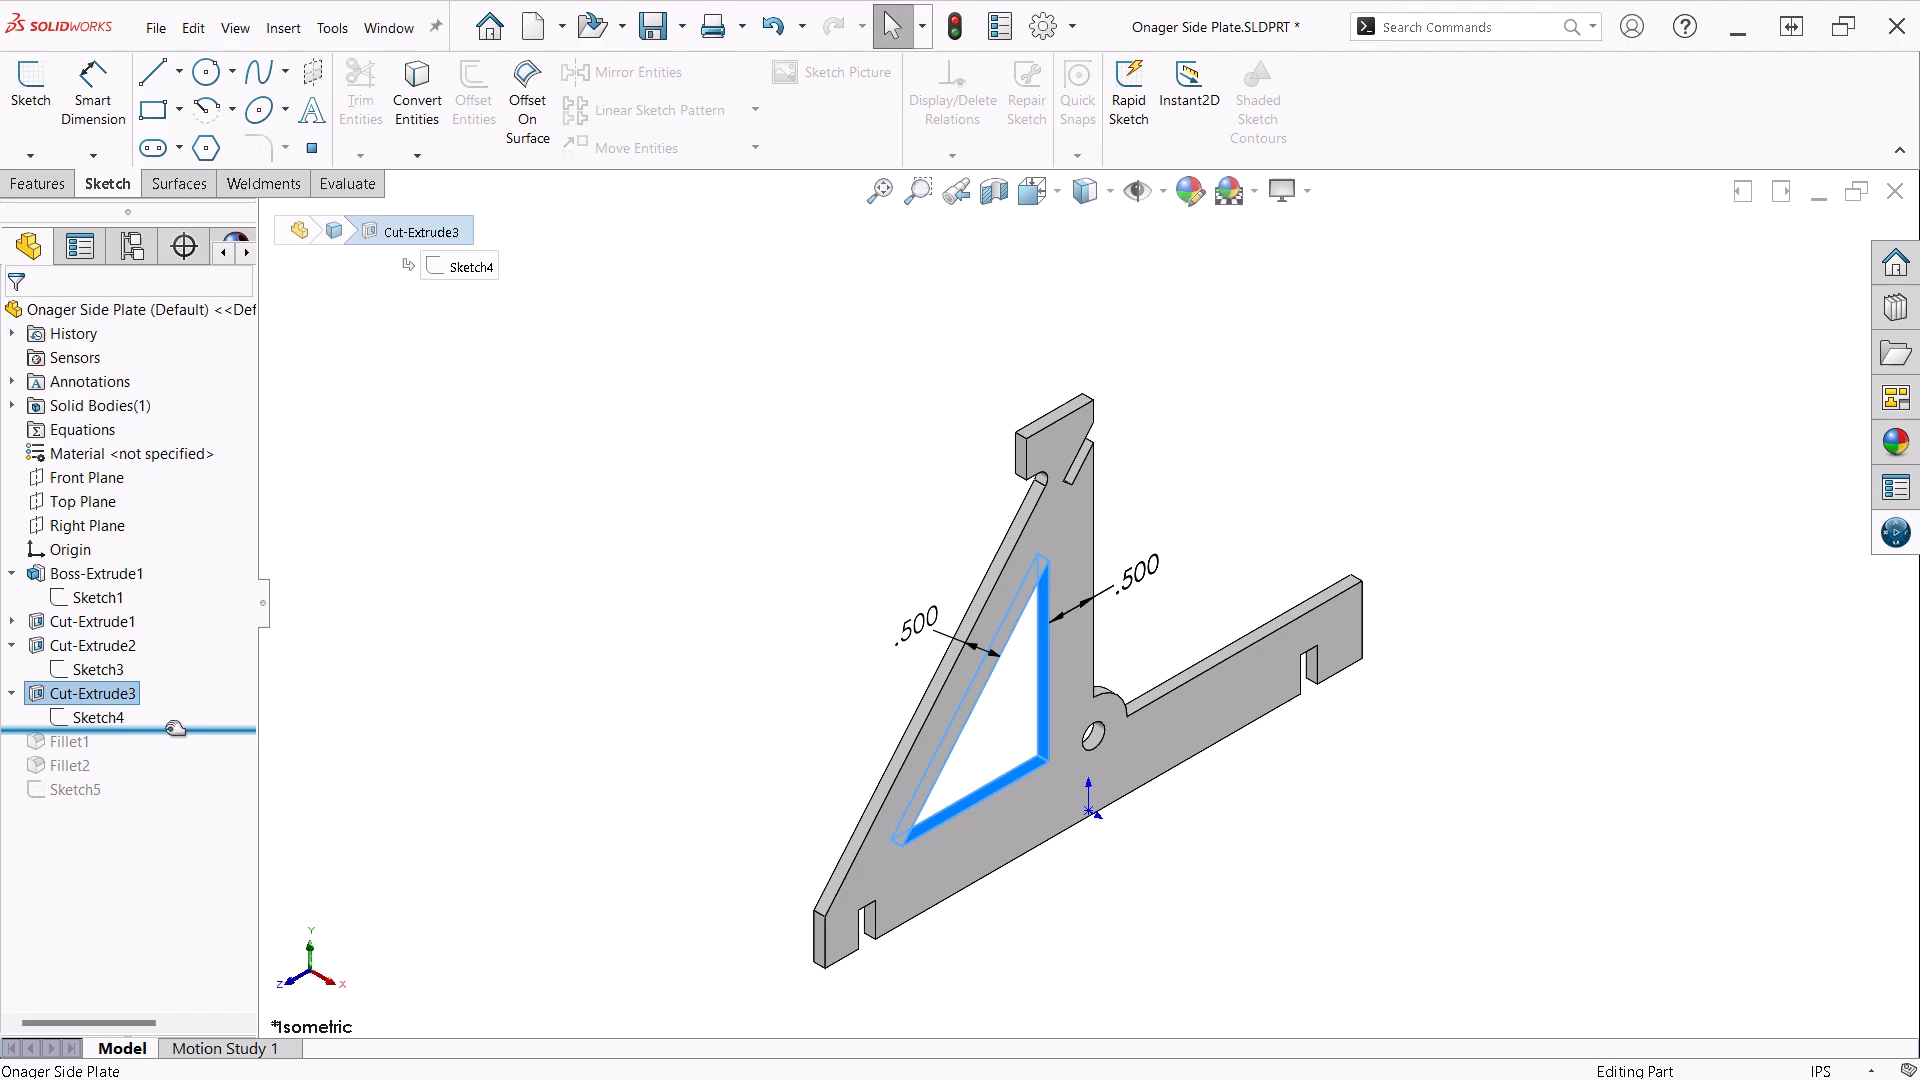 SOLIDWORKS
File Edit View Insert Tools Window
Onager Side Plate.SLDPRT *
Search Commands
Sketch
Smart Dimension
Trim Entities
Convert Entities
Offset Entities
Offset On Surface
Mirror Entities
Linear Sketch Pattern
Move Entities
Sketch Picture
Display/Delete Relations
Repair Sketch
Quick Snaps
Rapid Sketch
Instant2D
Shaded Sketch Contours
Features Sketch Surfaces Weldments Evaluate
Cut-Extrude3
Sketch4
Onager Side Plate (Default) <<Def
History
Sensors
Annotations
Solid Bodies(1)
Equations
Material <not specified>
Front Plane
Top Plane
Right Plane
Origin
Boss-Extrude1
Sketch1
Cut-Extrude1
Cut-Extrude2
Sketch3
Cut-Extrude3
Sketch4
Fillet1
Fillet2
Sketch5
.500
.500
Y
Z
X
*Isometric
Model Motion Study 1
Onager Side Plate
Editing Part
IPS